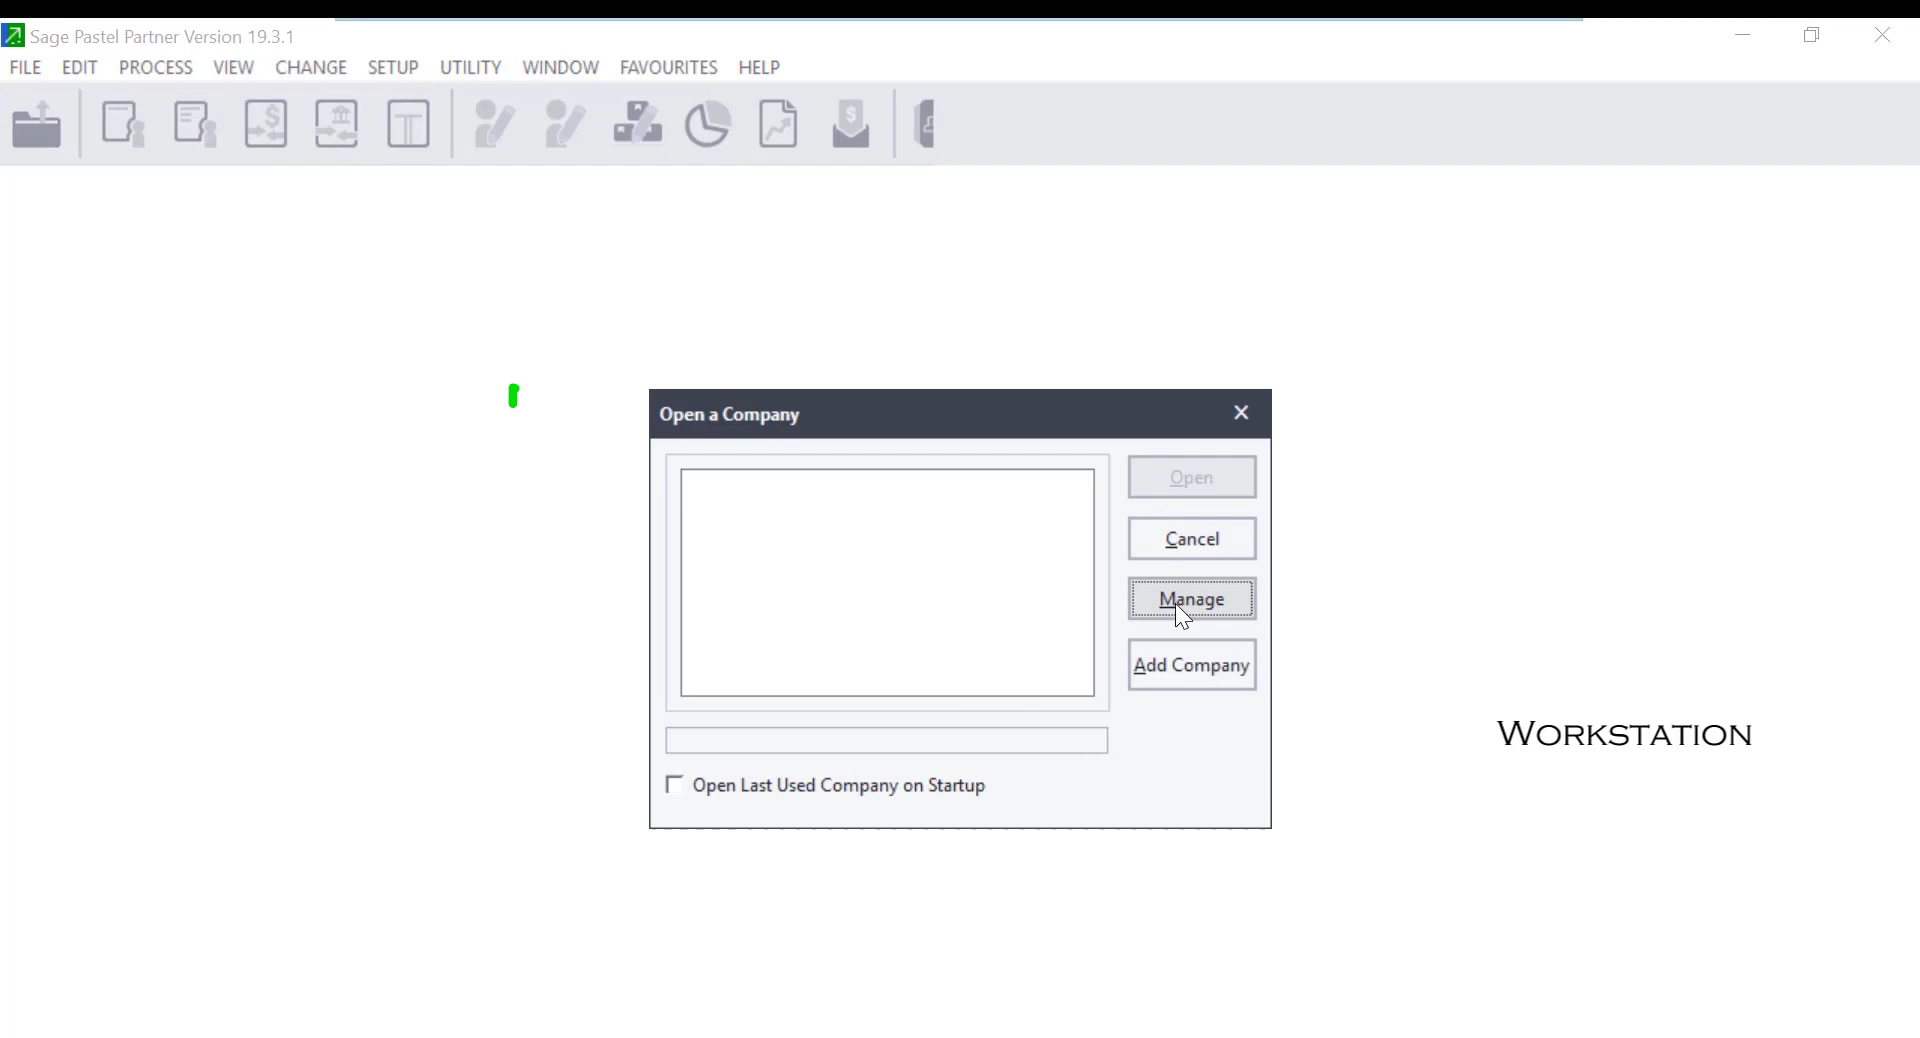 Sage Pastel Partner Version 19.3.1
FILE EDIT PROCESS VIEW CHANGE SETUP UTILITY WINDOW FAVOURITES HELP
Open a Company
Open
Cancel
Manage
Add Company
Open Last Used Company on Startup
WORKSTATION